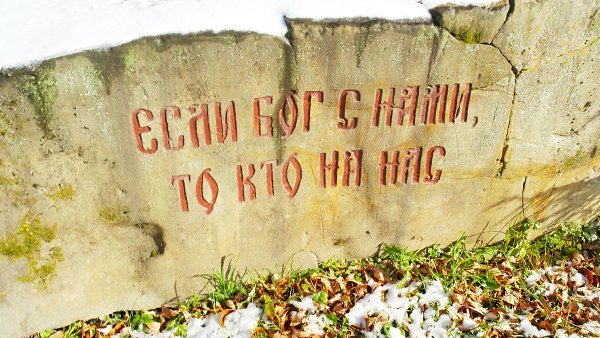 ЕСЛИ БОГ С НАМИ,
ТО КТО НА НАС